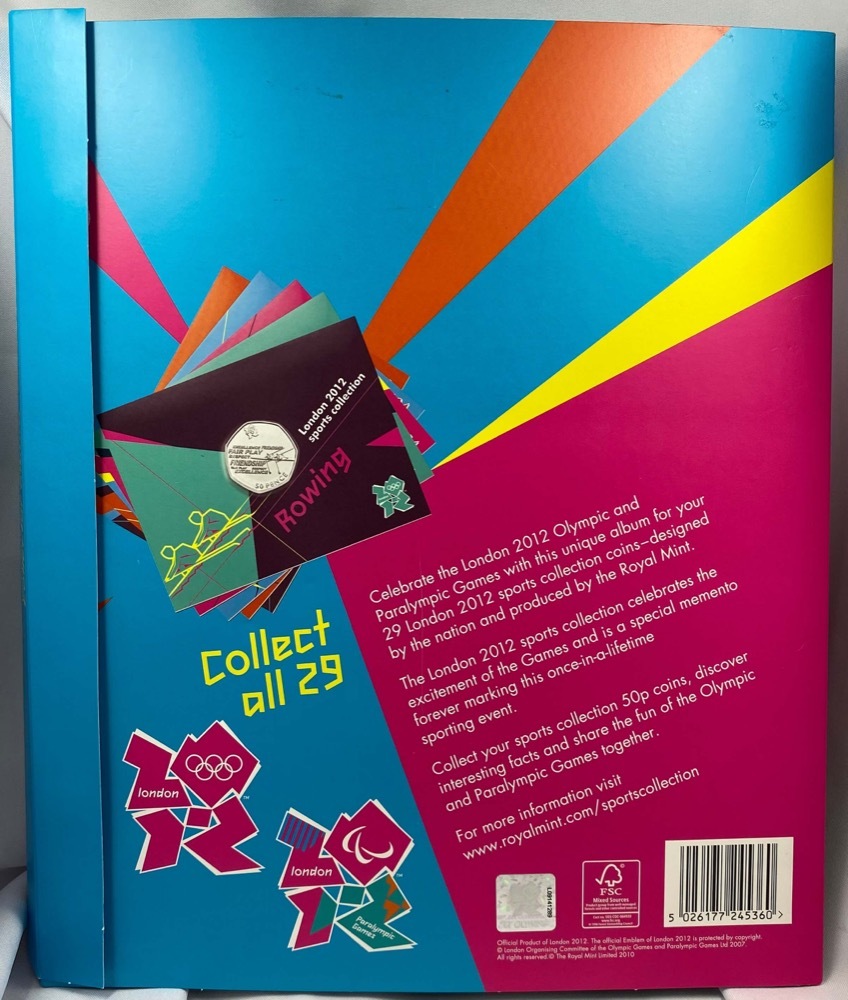 London 2012
sports collection
FAIR PLAY
FRIENDSHIP
50 PENCE
Rowing
Collect
all 29
Celebrate the London 2012 Olympic and
Paralympic Games with this unique album for your
29 London 2012 sports collection coins–designed
by the nation and produced by the Royal Mint.
The London 2012 sports collection celebrates the
excitement of the Games and is a special memento
forever marking this once-in-a-lifetime
sporting event.
Collect your sports collection 50p coins, discover
interesting facts and share the fun of the Olympic
and Paralympic Games together.
For more information visit
www.royalmint.com/sportscollection
london
london
Paralympic
Games
FSC
Mixed Sources
5 026177 245360 >
Official Product of London 2012. The official Emblem of London 2012 is protected by copyright.
© London Organising Committee of the Olympic Games and Paralympic Games Ltd 2007.
All rights reserved.© The Royal Mint Limited 2010